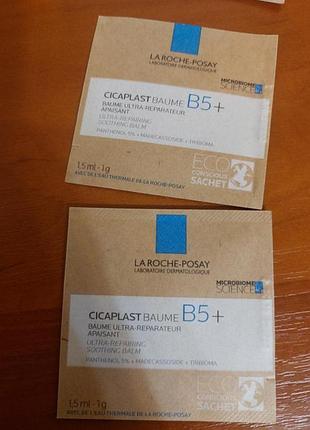 LA ROCHE-POSAY
LABORATOIRE DERMATOLOGIQUE
MICROBIOME
SCIENCE
CICAPLAST BAUME B5+
BAUME ULTRA-RÉPARATEUR
APAISANT
ULTRA-REPAIRING
SOOTHING BALM
PANTHENOL 5% + MADECASSOSIDE + TRIBIOMA
ECO
CONSCIOUS
SACHET
1,5 ml - 1g
AVEC DE L'EAU THERMALE DE LA ROCHE-POSAY
LA ROCHE-POSAY
LABORATOIRE DERMATOLOGIQUE
MICROBIOME
SCIENCE
CICAPLAST BAUME B5+
BAUME ULTRA-RÉPARATEUR
APAISANT
ULTRA-REPAIRING
SOOTHING BALM
PANTHENOL 5% + MADECASSOSIDE + TRIBIOMA
ECO
CONSCIOUS
SACHET
1,5 ml - 1g
AVEC DE L'EAU THERMALE DE LA ROCHE-POSAY